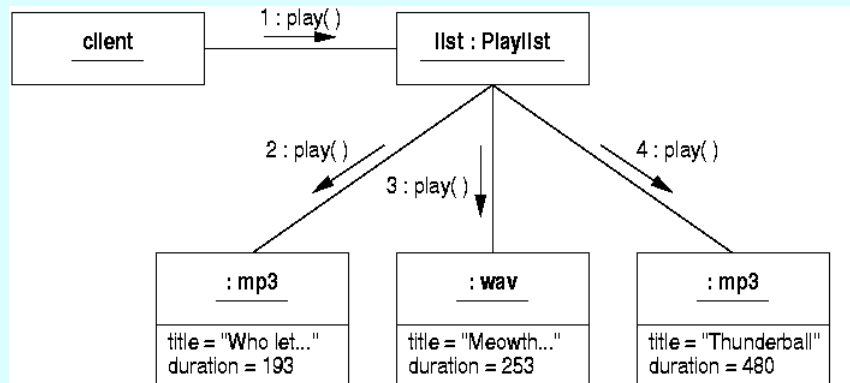 1 : play( )
client
list : Playlist
2 : play( )
3 : play( )
4 : play( )
: mp3
title = "Who let..."
duration = 193
: wav
title = "Meowth..."
duration = 253
: mp3
title = "Thunderball"
duration = 480